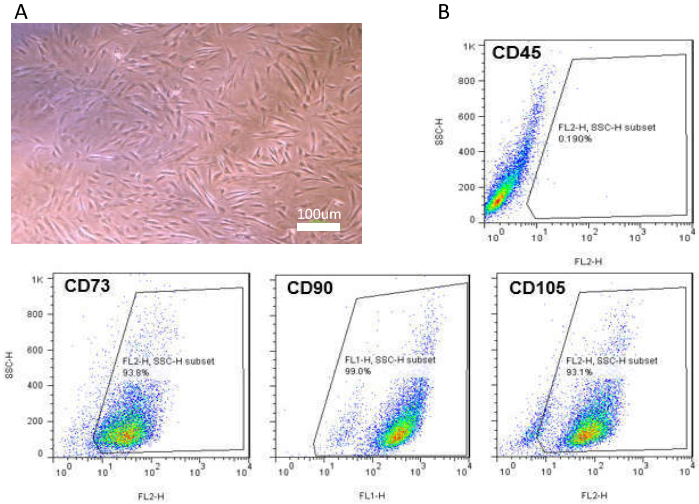 A
100um
B
CD45
1K
800
600
400
200
0
SSC-H
FL2-H, SSC-H subset
0.190%
10^0 10^1 10^2 10^3 10^4
FL2-H
CD73
1K
800
600
400
200
0
SSC-H
FL2-H, SSC-H subset
93.8%
10^0 10^1 10^2 10^3 10^4
FL2-H
CD90
FL1-H, SSC-H subset
99.0%
10^0 10^1 10^2 10^3 10^4
FL1-H
CD105
FL2-H, SSC-H subset
93.1%
10^0 10^1 10^2 10^3 10^4
FL2-H